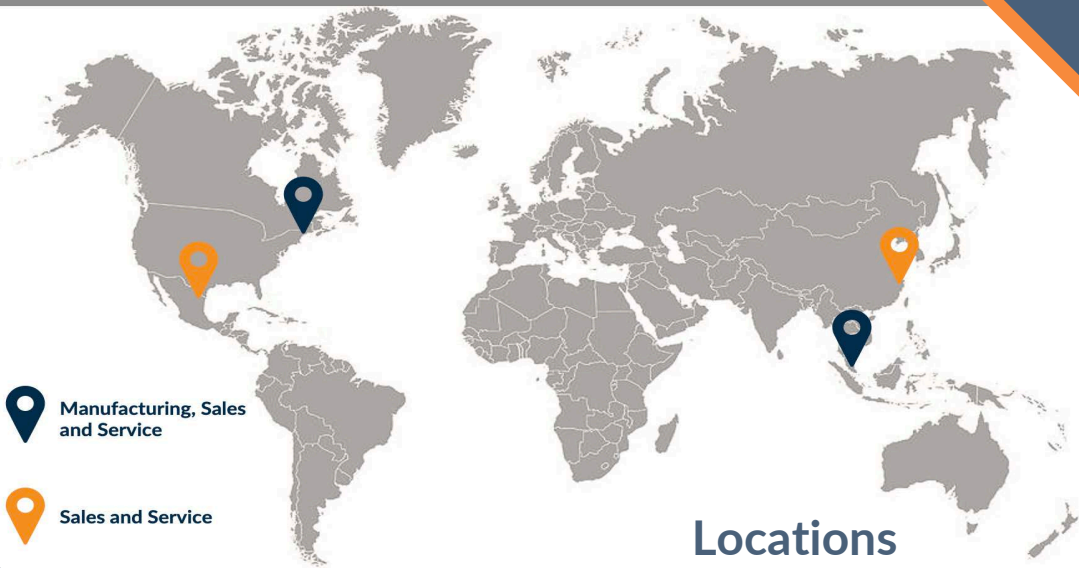 Manufacturing, Sales
and Service
Sales and Service
Locations